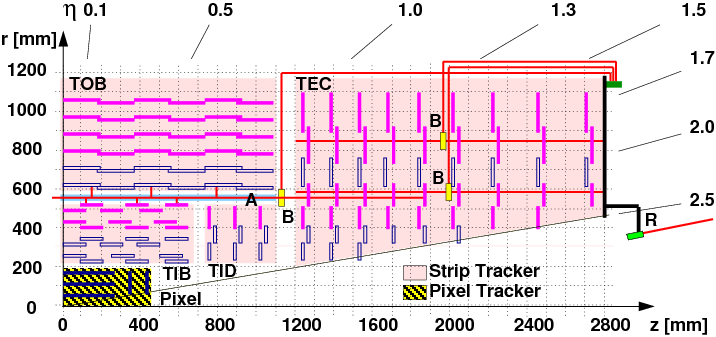 η 0.1 0.5 1.0 1.3 1.5
r [mm]
1200 TOB TEC 1.7
1000
B
800 2.0
600
B
A B 2.5
400 R
200 TIB TID Strip Tracker
Pixel Pixel Tracker
0
0 400 800 1200 1600 2000 2400 2800 z [mm]